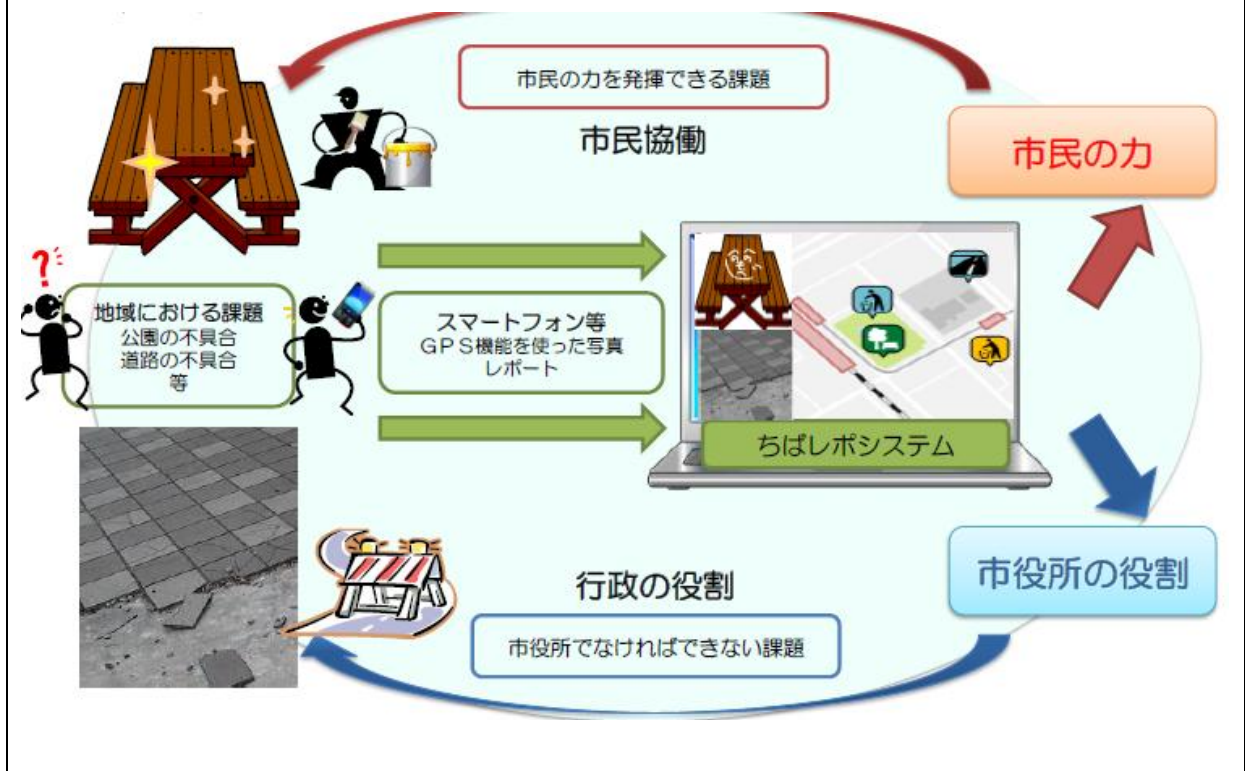 市民の力を発揮できる課題
市民協働
市民の力
?
地域における課題
公園の不具合
道路の不具合
等
スマートフォン等
GPS機能を使った写真
レポート
ちばレポシステム
行政の役割
市役所でなければできない課題
市役所の役割